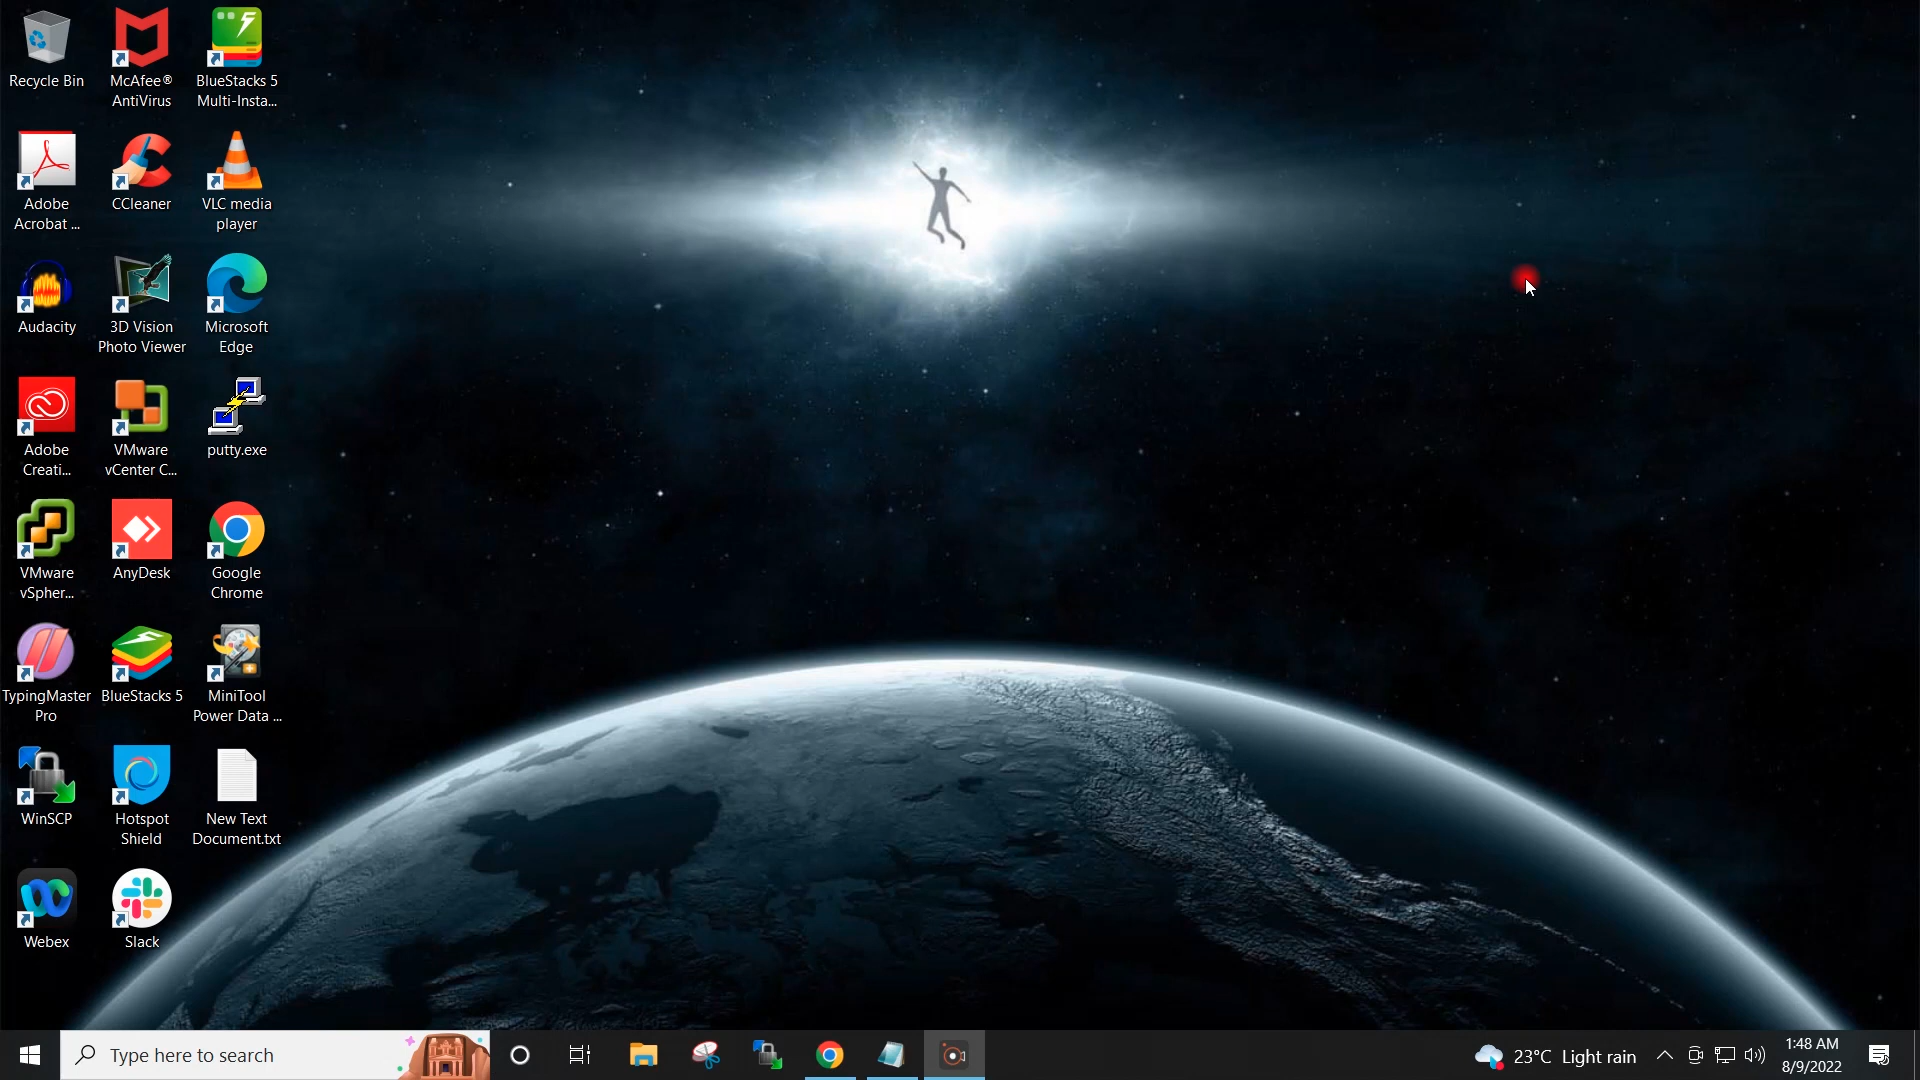 Recycle Bin
McAfee®
AntiVirus
BlueStacks 5
Multi-Insta...
Adobe
Acrobat ...
CCleaner
VLC media
player
Audacity
3D Vision
Photo Viewer
Microsoft
Edge
Adobe
Creati...
VMware
vCenter C...
putty.exe
VMware
vSpher...
AnyDesk
Google
Chrome
TypingMaster
Pro
BlueStacks 5
MiniTool
Power Data ...
WinSCP
Hotspot
Shield
New Text
Document.txt
Webex
Slack
Type here to search
23°C Light rain
1:48 AM
8/9/2022